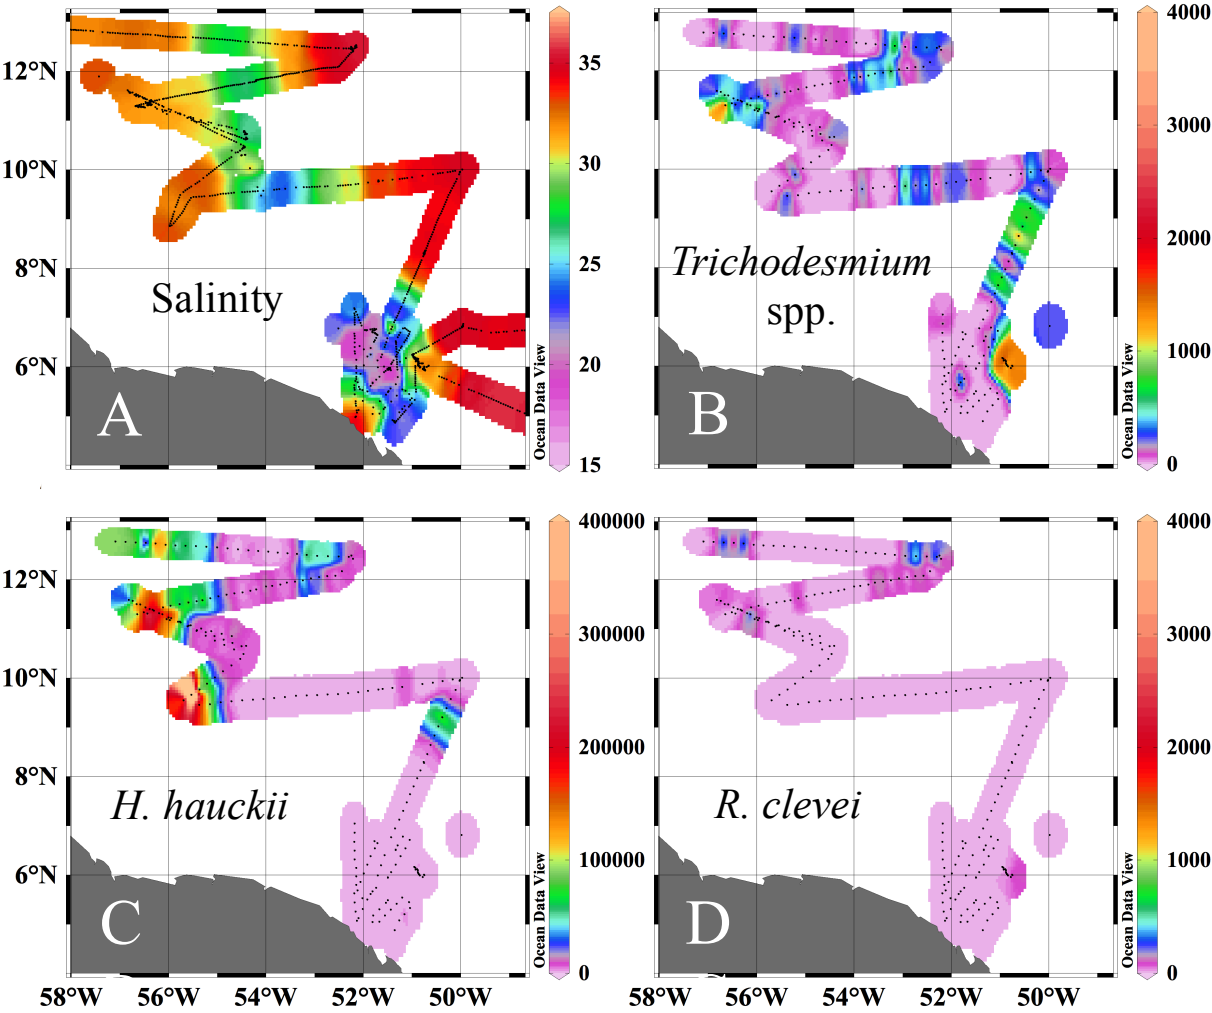 12°N
10°N
8°N
6°N
Salinity
A
Ocean Data View
35
30
25
20
15
Trichodesmium
spp.
B
Ocean Data View
4000
3000
2000
1000
0
12°N
10°N
8°N
6°N
H. hauckii
C
Ocean Data View
400000
300000
200000
100000
0
58°W 56°W 54°W 52°W 50°W
R. clevei
D
Ocean Data View
4000
3000
2000
1000
0
58°W 56°W 54°W 52°W 50°W